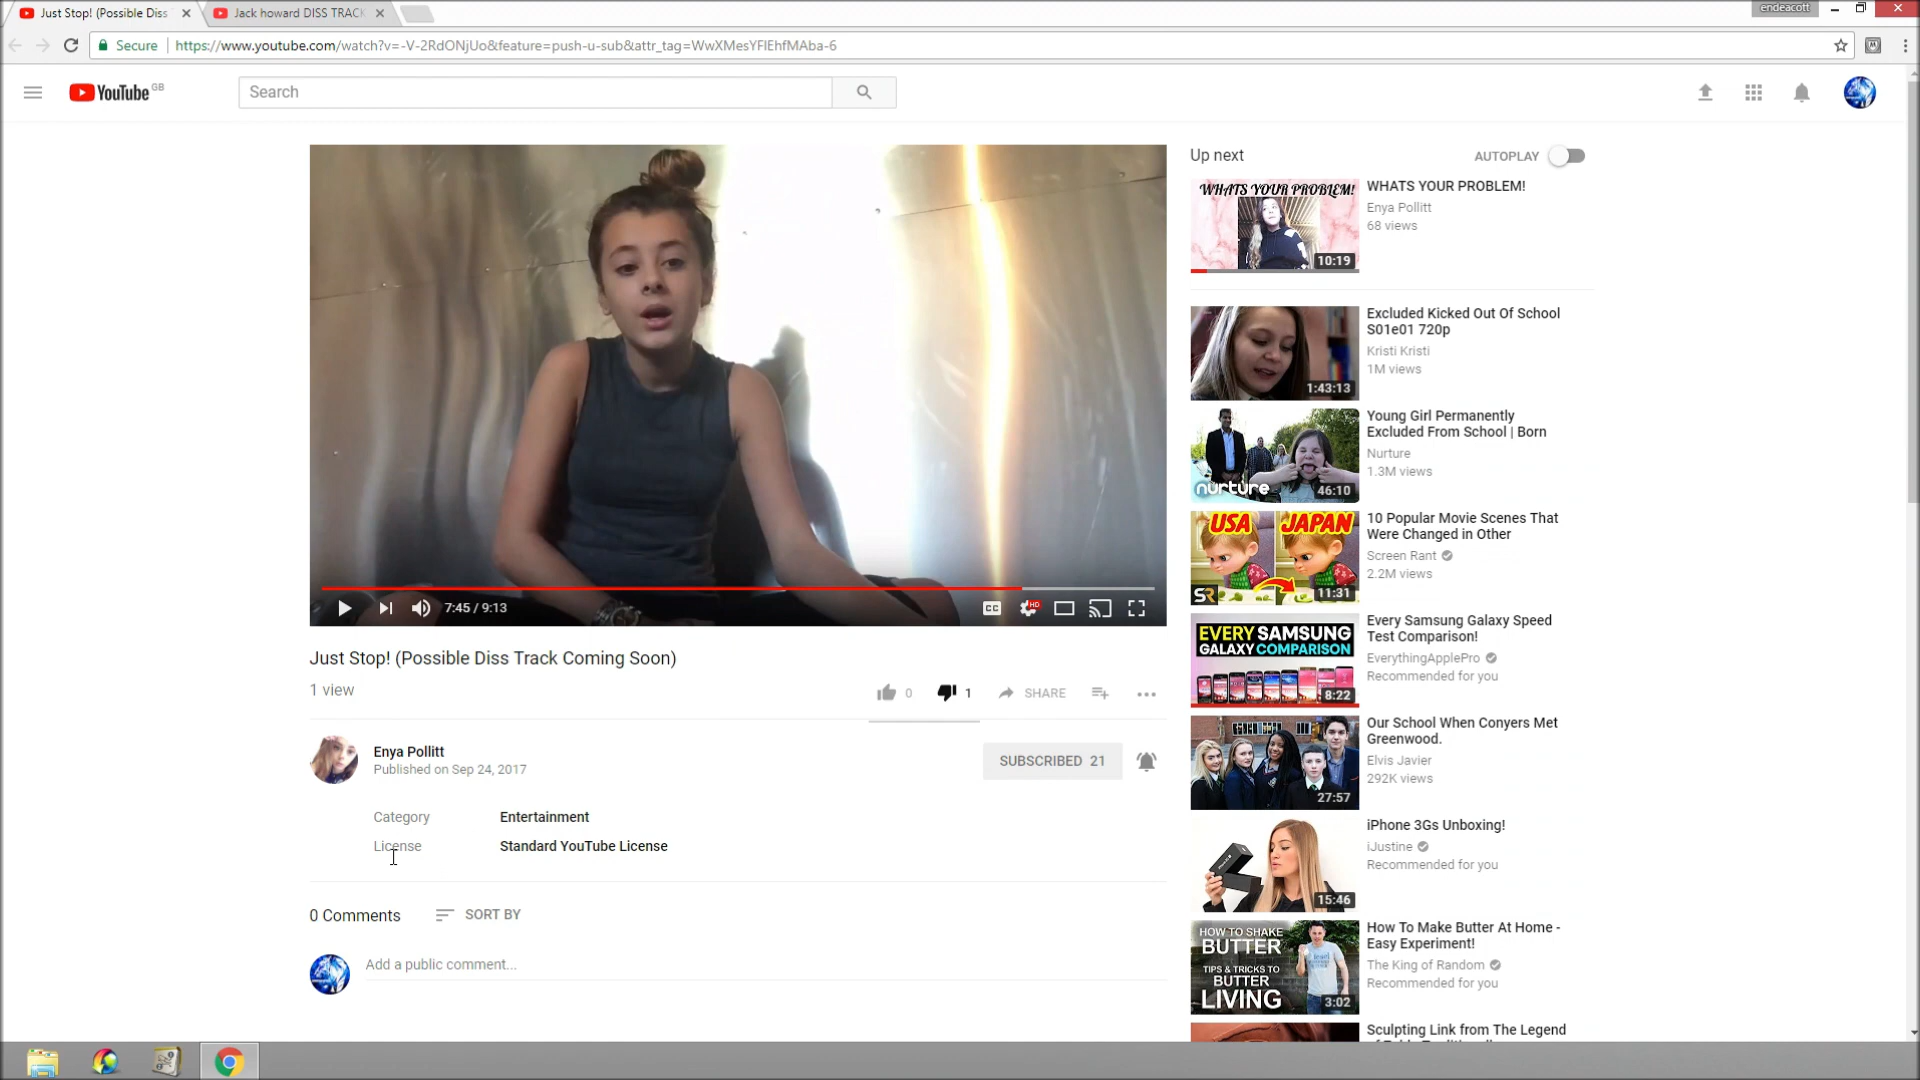 Just Stop! (Possible Diss
Jack howard DISS TRACK
endeacott
Secure
https://www.youtube.com/watch?v=-V-2RdONjUo&feature=push-u-sub&attr_tag=WwXMesYFlEhfMAba-6
YouTube GB
Search
7:45 / 9:13
CC
HD
Just Stop! (Possible Diss Track Coming Soon)
1 view
0
1
SHARE
Enya Pollitt
Published on Sep 24, 2017
SUBSCRIBED 21
Category
Entertainment
License
Standard YouTube License
0 Comments
SORT BY
Add a public comment...
Up next
AUTOPLAY
WHATS YOUR PROBLEM!
10:19
WHATS YOUR PROBLEM!
Enya Pollitt
68 views
1:43:13
Excluded Kicked Out Of School
S01e01 720p
Kristi Kristi
1M views
nurture
46:10
Young Girl Permanently
Excluded From School | Born
Nurture
1.3M views
USA
JAPAN
SR
11:31
10 Popular Movie Scenes That
Were Changed in Other
Screen Rant
2.2M views
EVERY SAMSUNG
GALAXY COMPARISON
8:22
Every Samsung Galaxy Speed
Test Comparison!
EverythingApplePro
Recommended for you
27:57
Our School When Conyers Met
Greenwood.
Elvis Javier
292K views
15:46
iPhone 3Gs Unboxing!
iJustine
Recommended for you
HOW TO SHAKE
BUTTER
TIPS & TRICKS TO
BUTTER
LIVING
3:02
How To Make Butter At Home -
Easy Experiment!
The King of Random
Recommended for you
Sculpting Link from The Legend